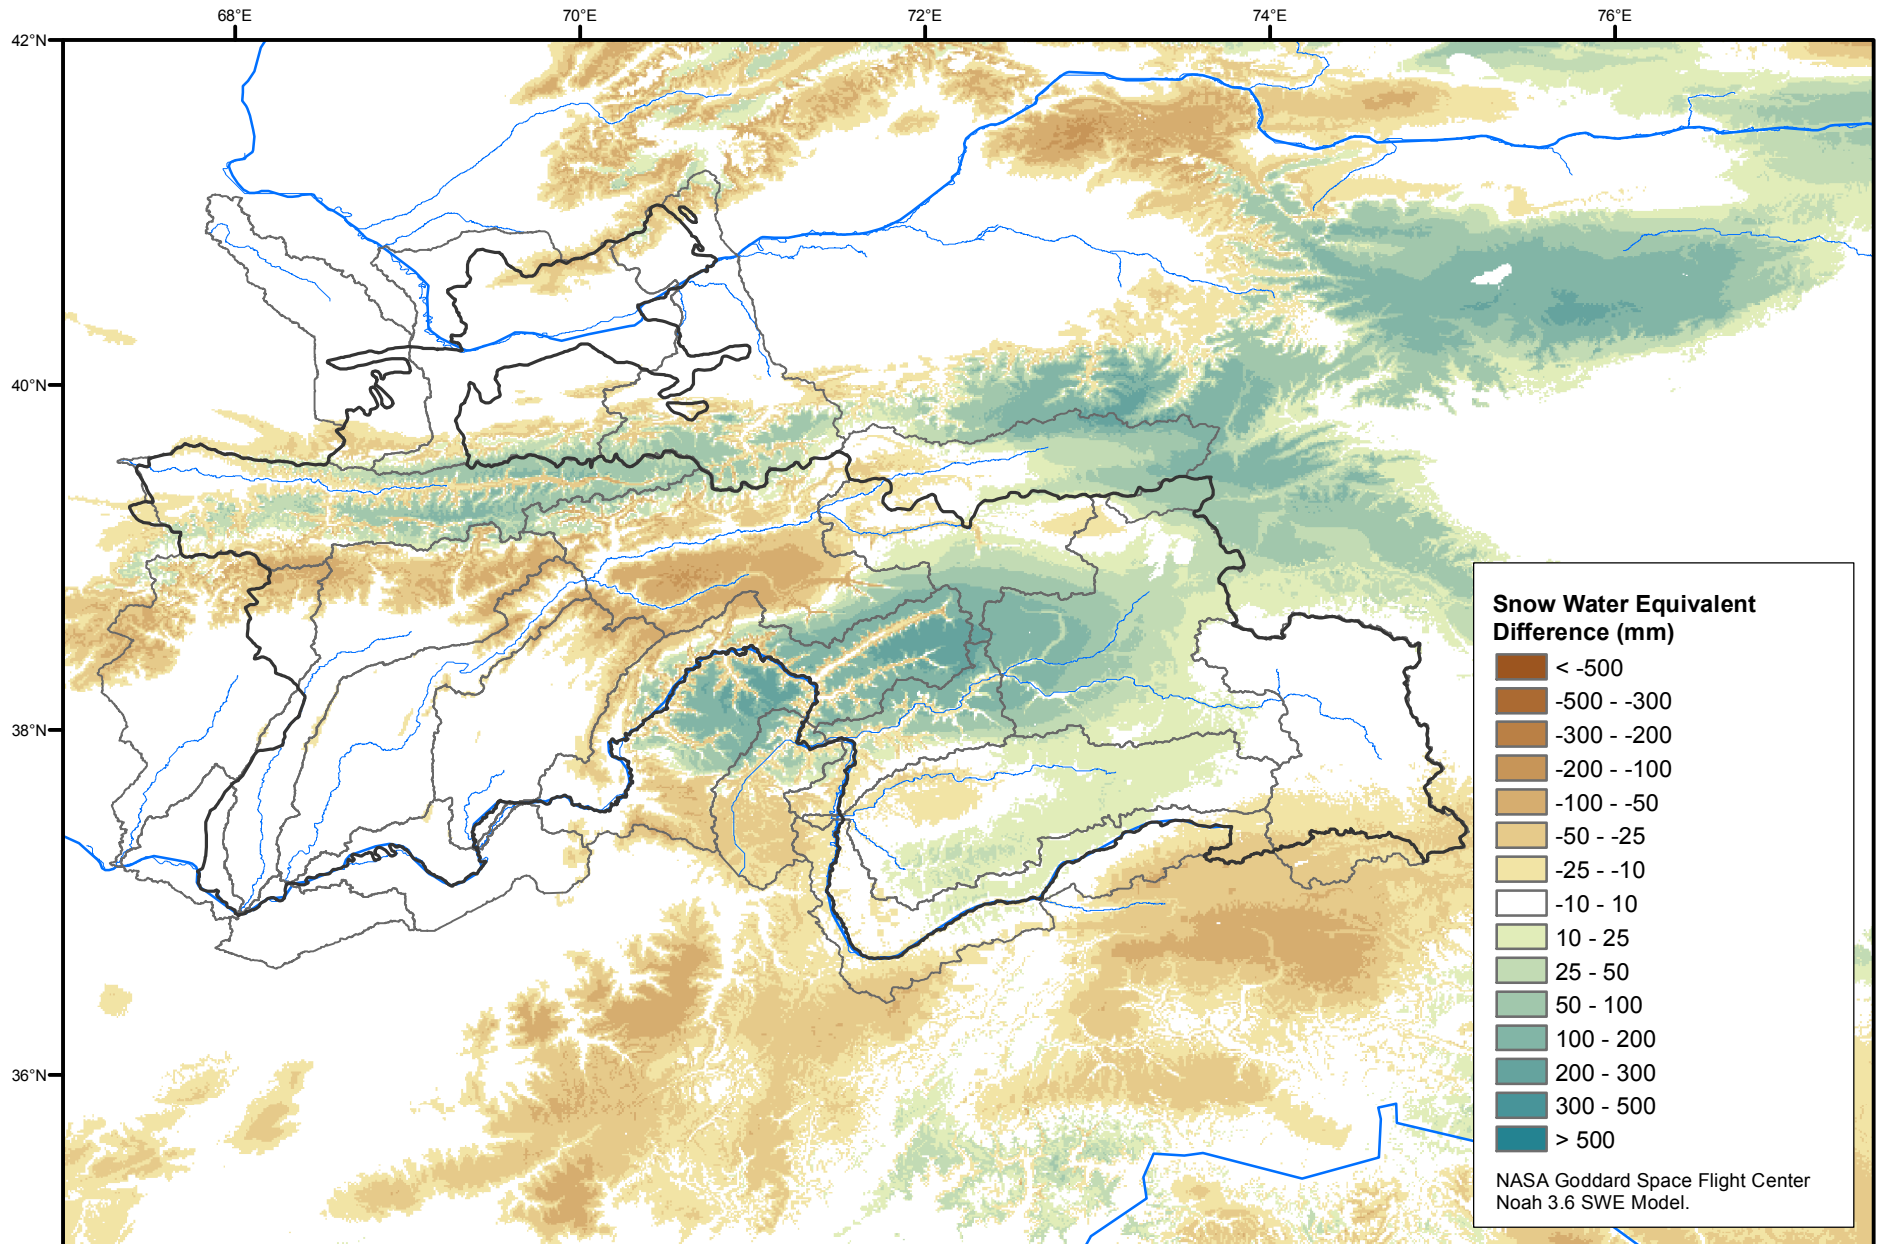 68°E
70°E
72°E
74°E
76°E
42°N
40°N
38°N
36°N
Snow Water Equivalent
Difference (mm)
< -500
-500 - -300
-300 - -200
-200 - -100
-100 - -50
-50 - -25
-25 - -10
-10 - 10
10 - 25
25 - 50
50 - 100
100 - 200
200 - 300
300 - 500
> 500
NASA Goddard Space Flight Center
Noah 3.6 SWE Model.